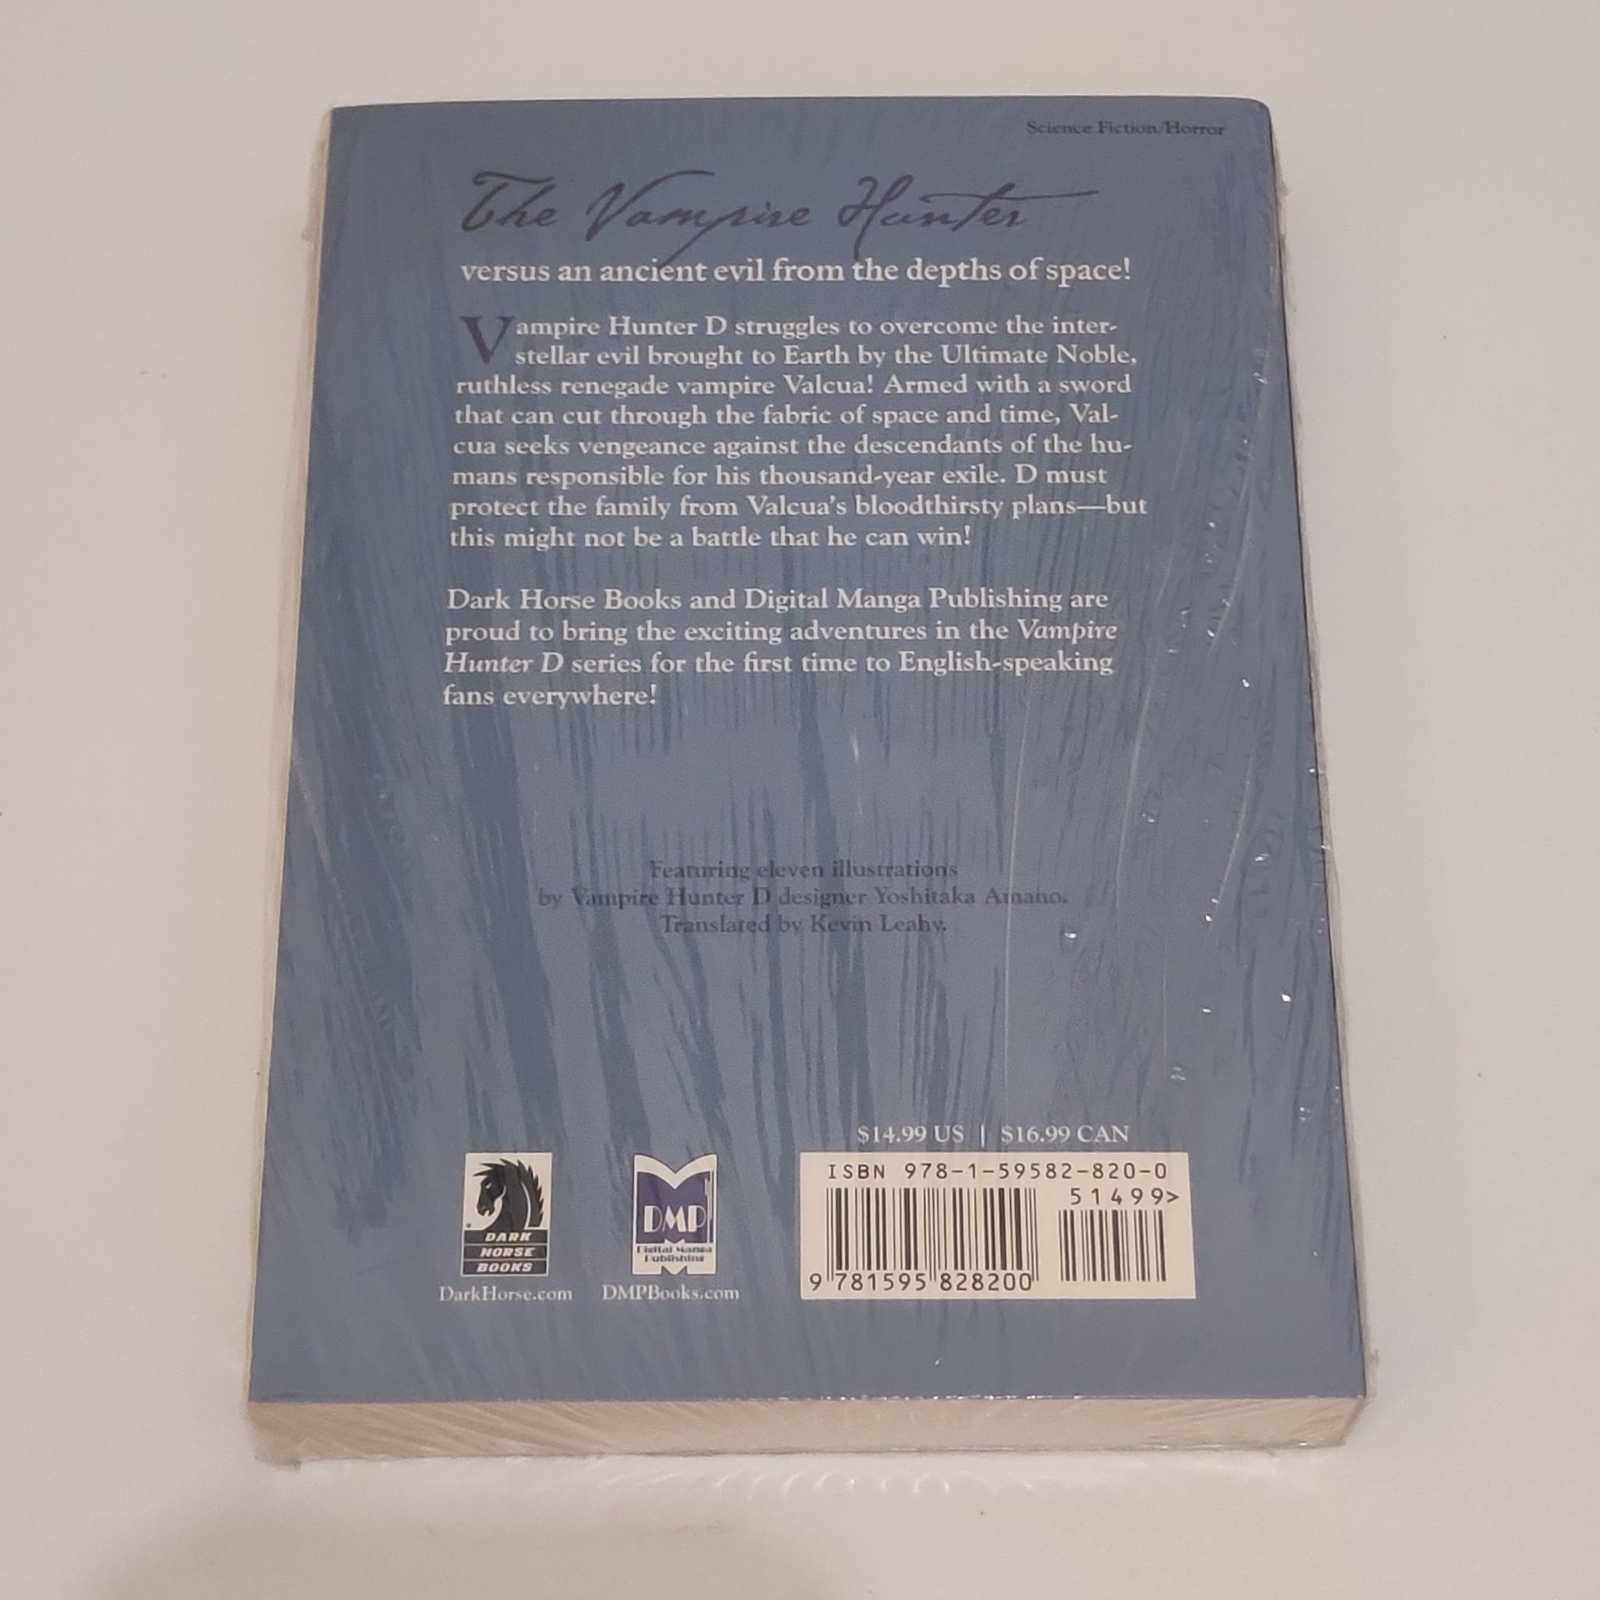 Science Fiction/Horror
The Vampire Hunter
versus an ancient evil from the depths of space!
Vampire Hunter D struggles to overcome the inter-
stellar evil brought to Earth by the Ultimate Noble,
ruthless renegade vampire Valcua! Armed with a sword
that can cut through the fabric of space and time, Val-
cua seeks vengeance against the descendants of the hu-
mans responsible for his thousand-year exile. D must
protect the family from Valcua's bloodthirsty plans—but
this might not be a battle that he can win!
Dark Horse Books and Digital Manga Publishing are
proud to bring the exciting adventures in the Vampire
Hunter D series for the first time to English-speaking
fans everywhere!
Featuring eleven illustrations
by Vampire Hunter D designer Yoshitaka Amano.
Translated by Kevin Leahy.
$14.99 US | $16.99 CAN
ISBN 978-1-59582-820-0
51499>
9 781595 828200
DARK
HORSE
BOOKS
DarkHorse.com
DMP
Digital Manga
Publishing
DMPBooks.com